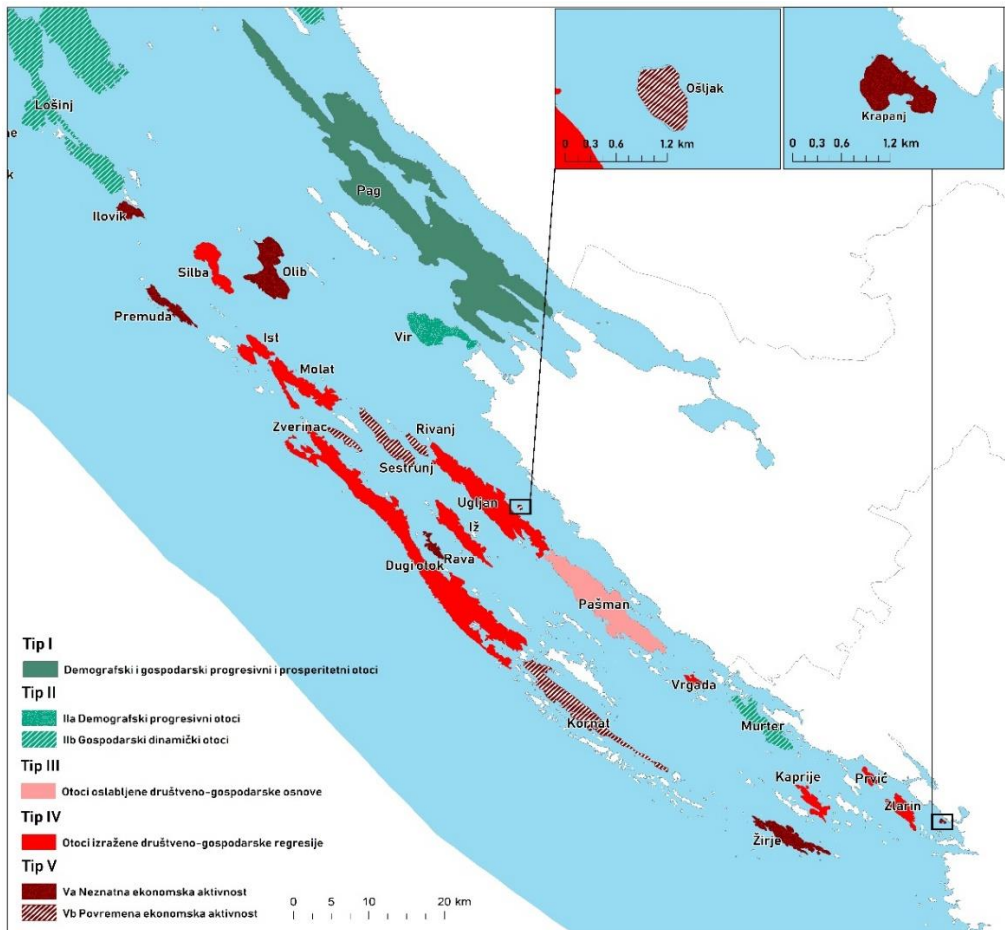 Ošljak
0 0,3 0,6 1,2 km
Krapanj
0 0,3 0,6 1,2 km
Lošinj
ne
k
Pag
Ilovik
Silba
Olib
Premuda
Vir
Ist
Molat
Zverinac
Rivanj
Sestrunj
Ugljan
Iž
Rava
Dugi otok
Pašman
Vrgada
Kornat
Murter
Kaprije
Prvić
Zlarin
Žirje
Tip I
Demografski i gospodarski progresivni i prosperitetni otoci
Tip II
IIa Demografski progresivni otoci
IIb Gospodarski dinamički otoci
Tip III
Otoci oslabljene društveno-gospodarske osnove
Tip IV
Otoci izražene društveno-gospodarske regresije
Tip V
Va Neznatna ekonomska aktivnost
Vb Povremena ekonomska aktivnost
0 5 10 20 km